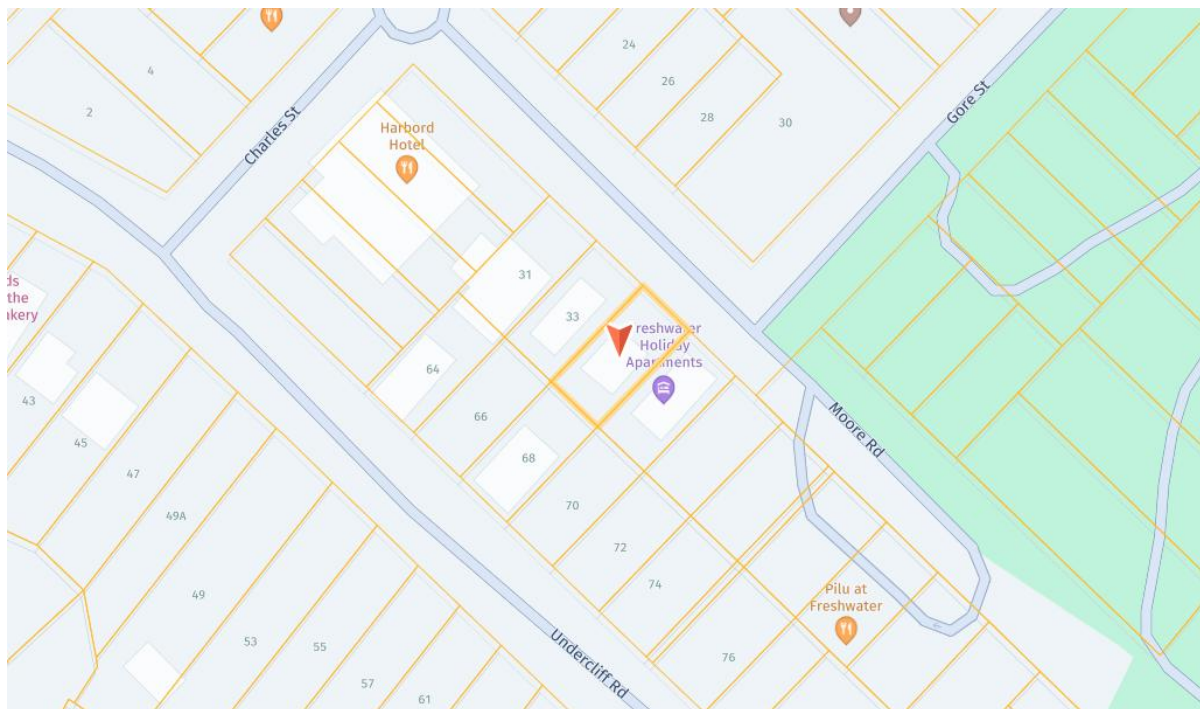 4
2
Charles St
Harbord
Hotel
24
26
28
30
Gore St
ds
the
akery
31
33
reshwater
Holiday
Apartments
64
66
68
70
72
74
76
43
45
47
49A
49
53
55
57
61
Moore Rd
Pilu at
Freshwater
Undercliff Rd